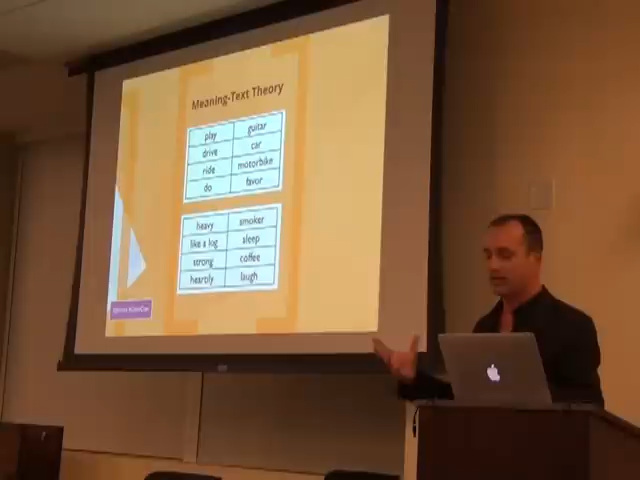 Meaning-Text Theory
play guitar
drive car
ride motorbike
do favor
heavy smoker
like a log sleep
strong coffee
heartily laugh